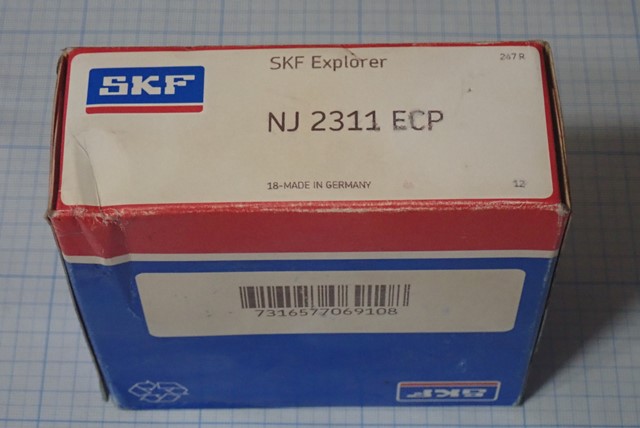 SKF
SKF Explorer
247 R
NJ 2311 ECP
18-MADE IN GERMANY
12
7316577069108
SKF